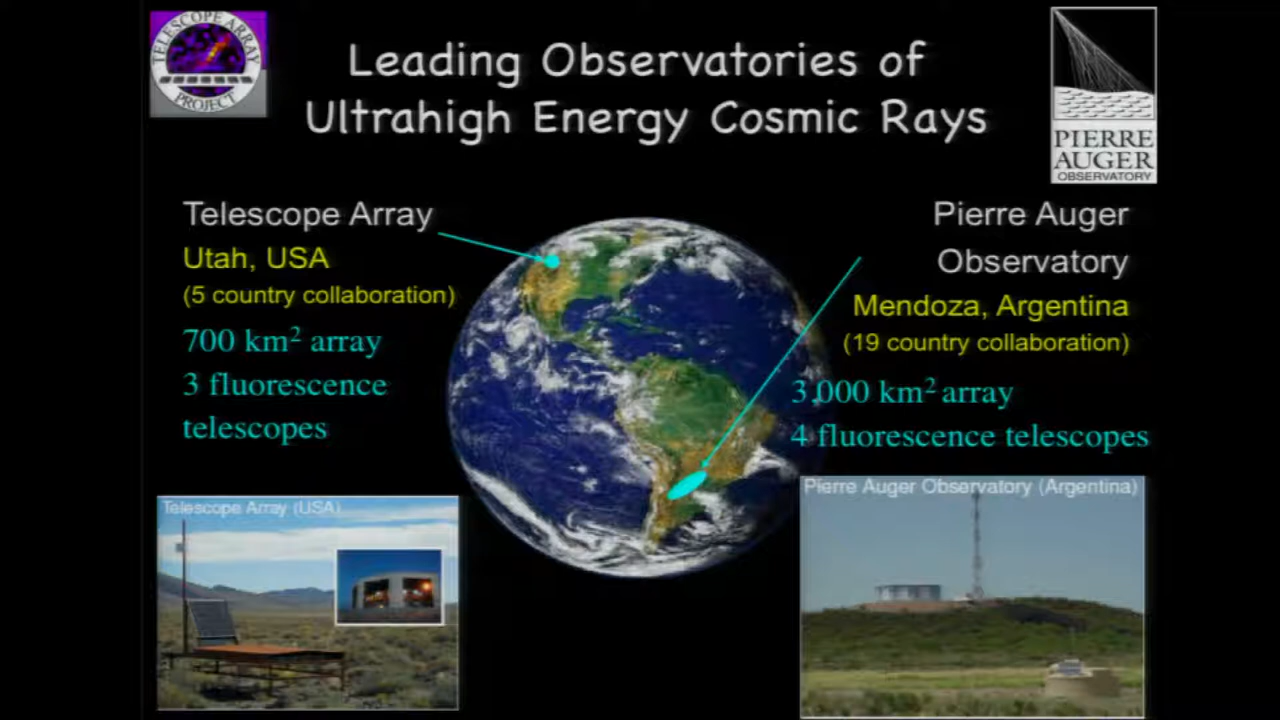 TELESCOPE ARRAY
PROJECT
Leading Observatories of
Ultrahigh Energy Cosmic Rays
PIERRE
AUGER
OBSERVATORY
Telescope Array
Utah, USA
(5 country collaboration)
700 km² array
3 fluorescence
telescopes
Pierre Auger
Observatory
Mendoza, Argentina
(19 country collaboration)
3,000 km² array
4 fluorescence telescopes
Telescope Array (USA)
Pierre Auger Observatory (Argentina)